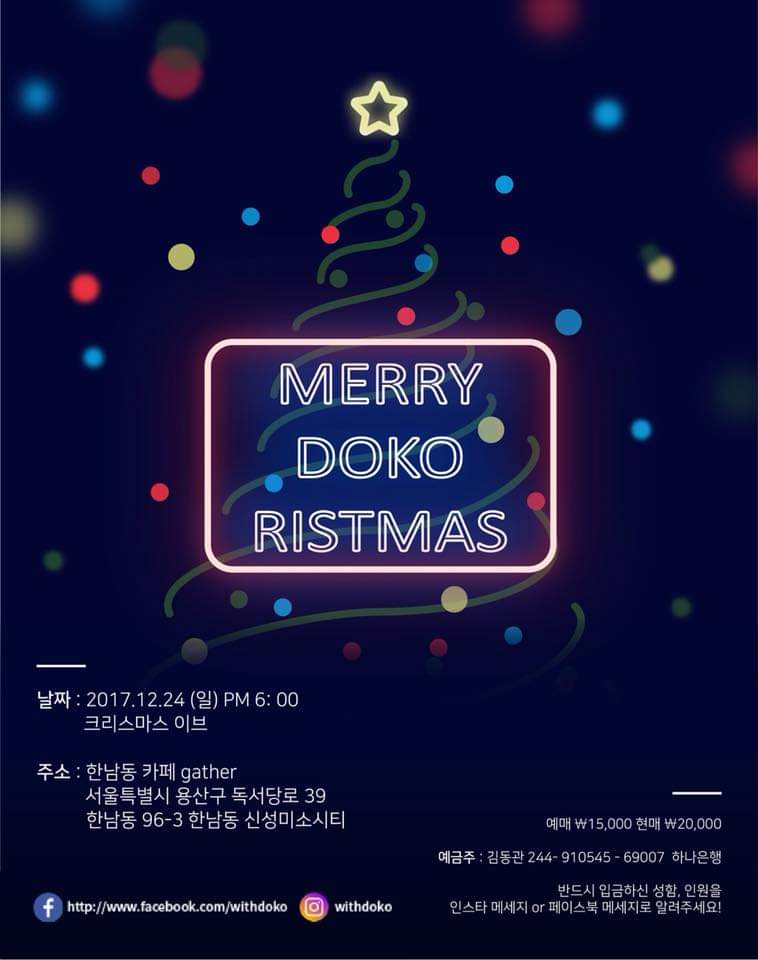 MERRY
DOKO
RISTMAS
날짜 : 2017.12.24 (일) PM 6: 00
크리스마스 이브
주소 : 한남동 카페 gather
서울특별시 용산구 독서당로 39
한남동 96-3 한남동 신성미소시티
예매 ₩15,000 현매 ₩20,000
예금주 : 김동관 244- 910545 - 69007 하나은행
반드시 입금하신 성함, 인원을
인스타 메세지 or 페이스북 메세지로 알려주세요!
http://www.facebook.com/withdoko withdoko